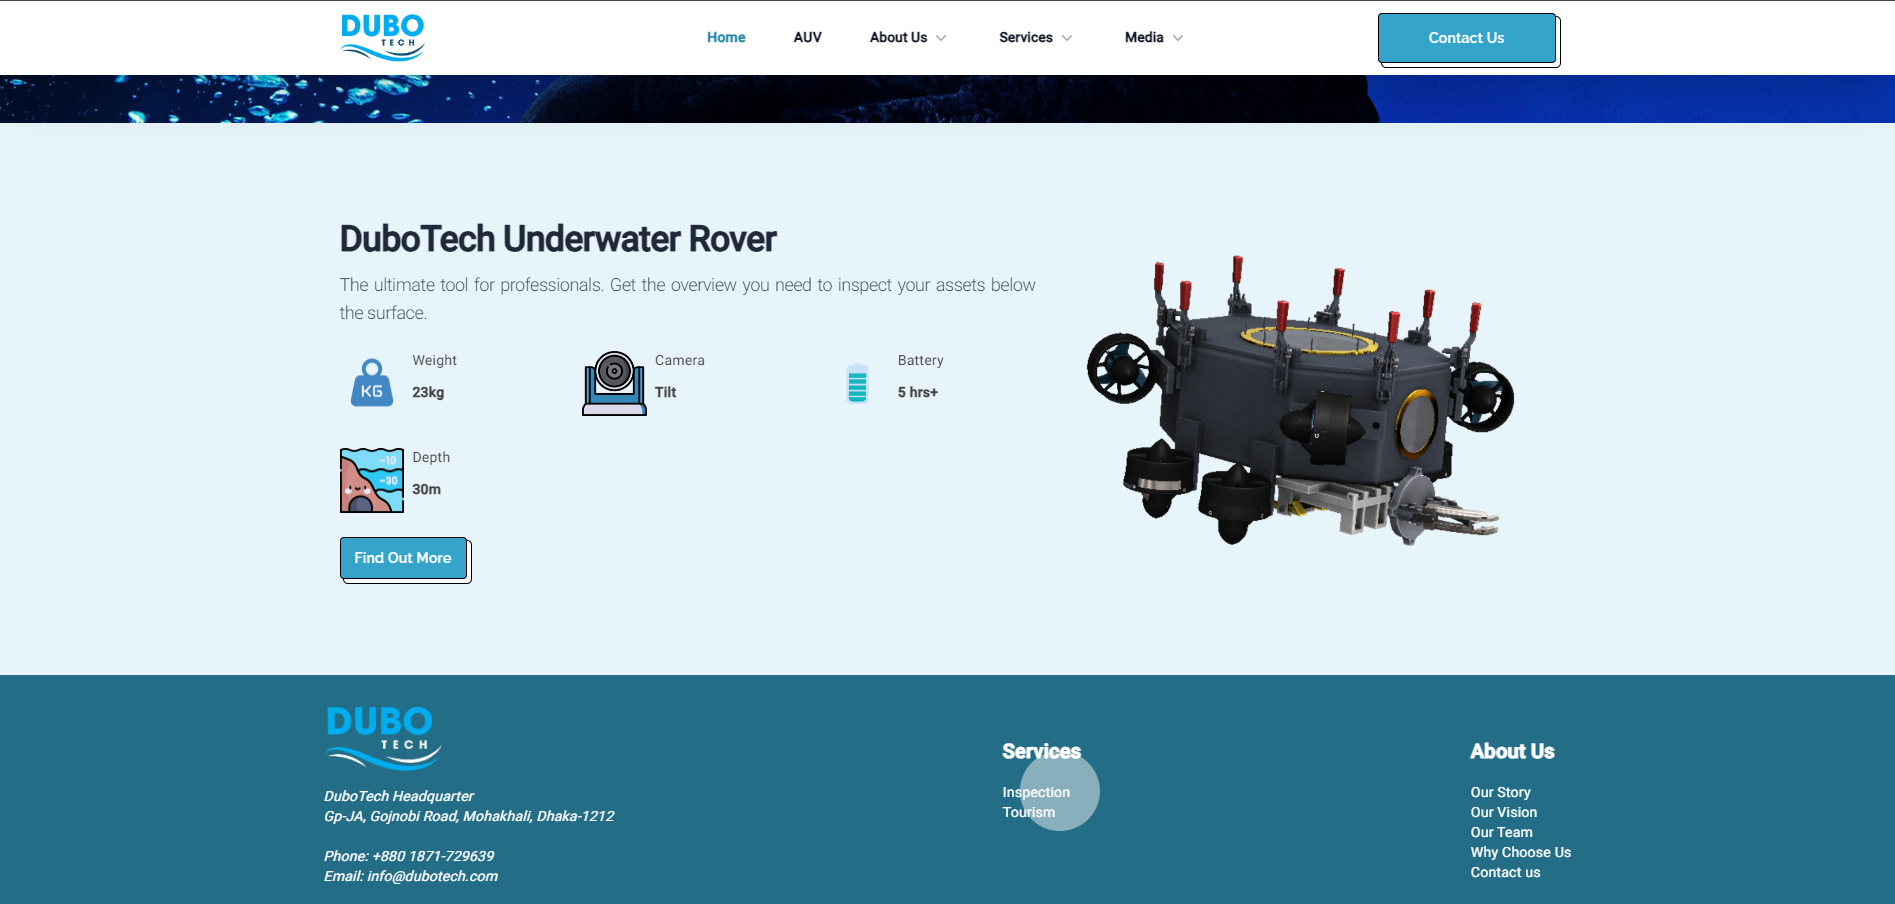 DUBO
TECH
Home
AUV
About Us
Services
Media
Contact Us
DuboTech Underwater Rover
The ultimate tool for professionals. Get the overview you need to inspect your assets below
the surface.
KG
Weight
23kg
Camera
Tilt
Battery
5 hrs+
-10
-30
Depth
30m
Find Out More
DUBO
TECH
DuboTech Headquarter
Gp-JA, Gojnobi Road, Mohakhali, Dhaka-1212
Phone: +880 1871-729639
Email: info@dubotech.com
Services
Inspection
Tourism
About Us
Our Story
Our Vision
Our Team
Why Choose Us
Contact us